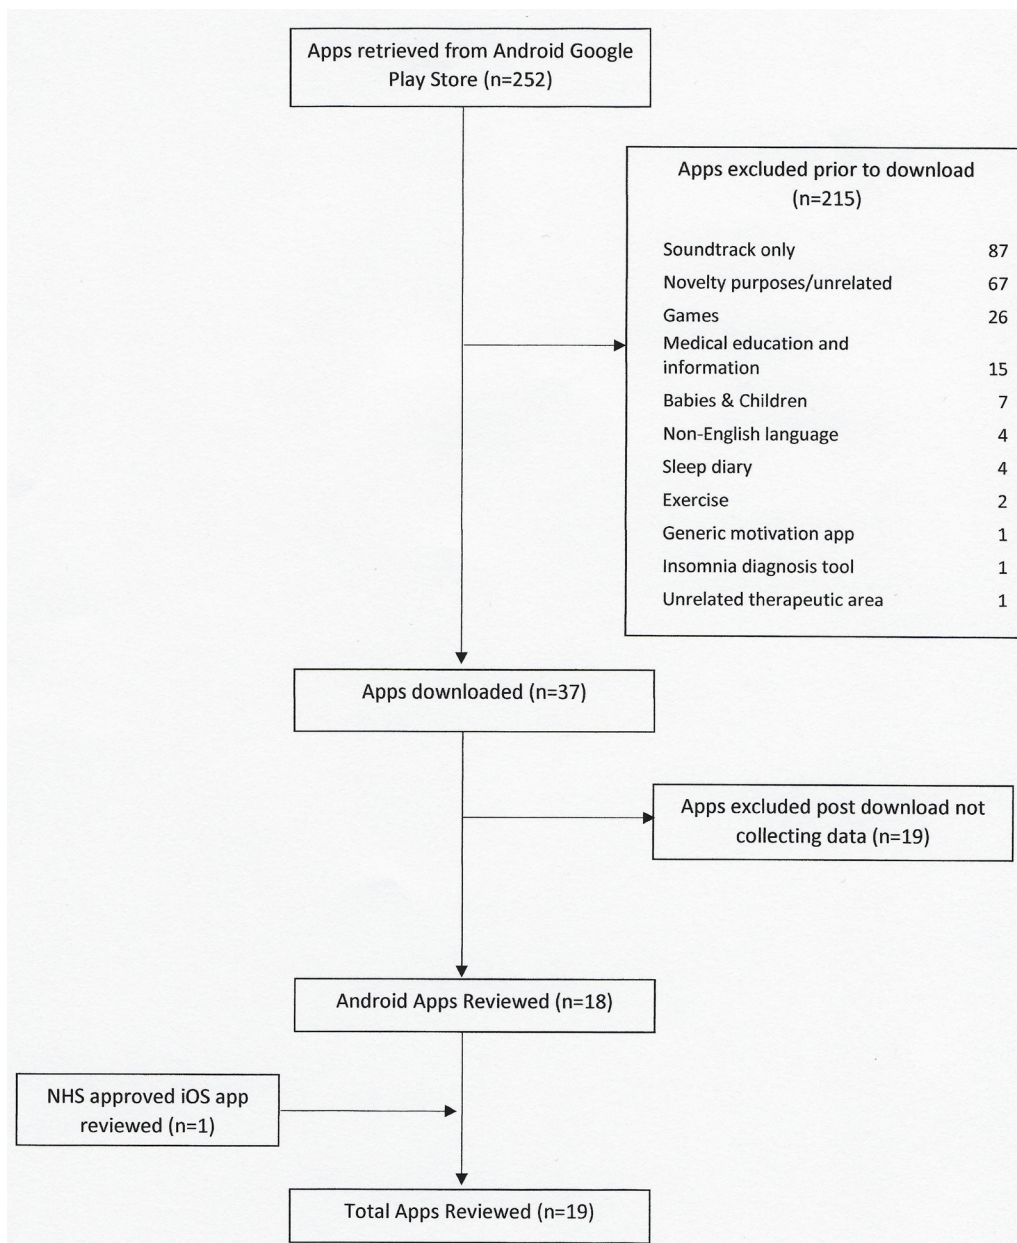 Apps retrieved from Android Google
Play Store (n=252)
Apps excluded prior to download
(n=215)
Soundtrack only 87
Novelty purposes/unrelated 67
Games 26
Medical education and
information 15
Babies & Children 7
Non-English language 4
Sleep diary 4
Exercise 2
Generic motivation app 1
Insomnia diagnosis tool 1
Unrelated therapeutic area 1
Apps downloaded (n=37)
Apps excluded post download not
collecting data (n=19)
Android Apps Reviewed (n=18)
NHS approved iOS app
reviewed (n=1)
Total Apps Reviewed (n=19)